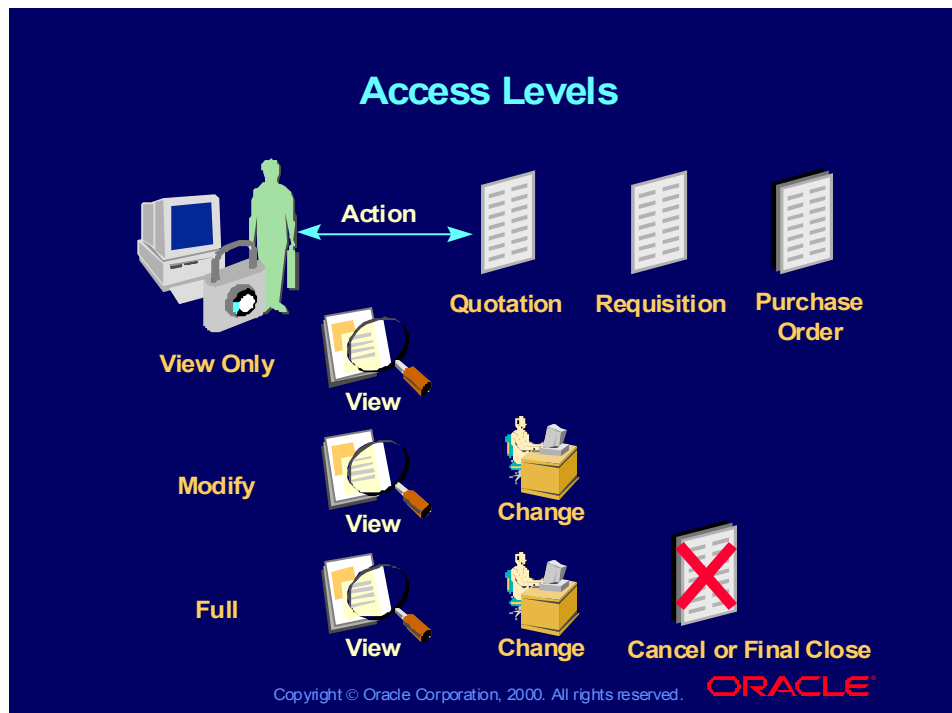 Access Levels
Action
Quotation
Requisition
Purchase
Order
View Only
View
Modify
View
Change
Full
View
Change
Cancel or Final Close
Copyright © Oracle Corporation, 2000. All rights reserved.
ORACLE®